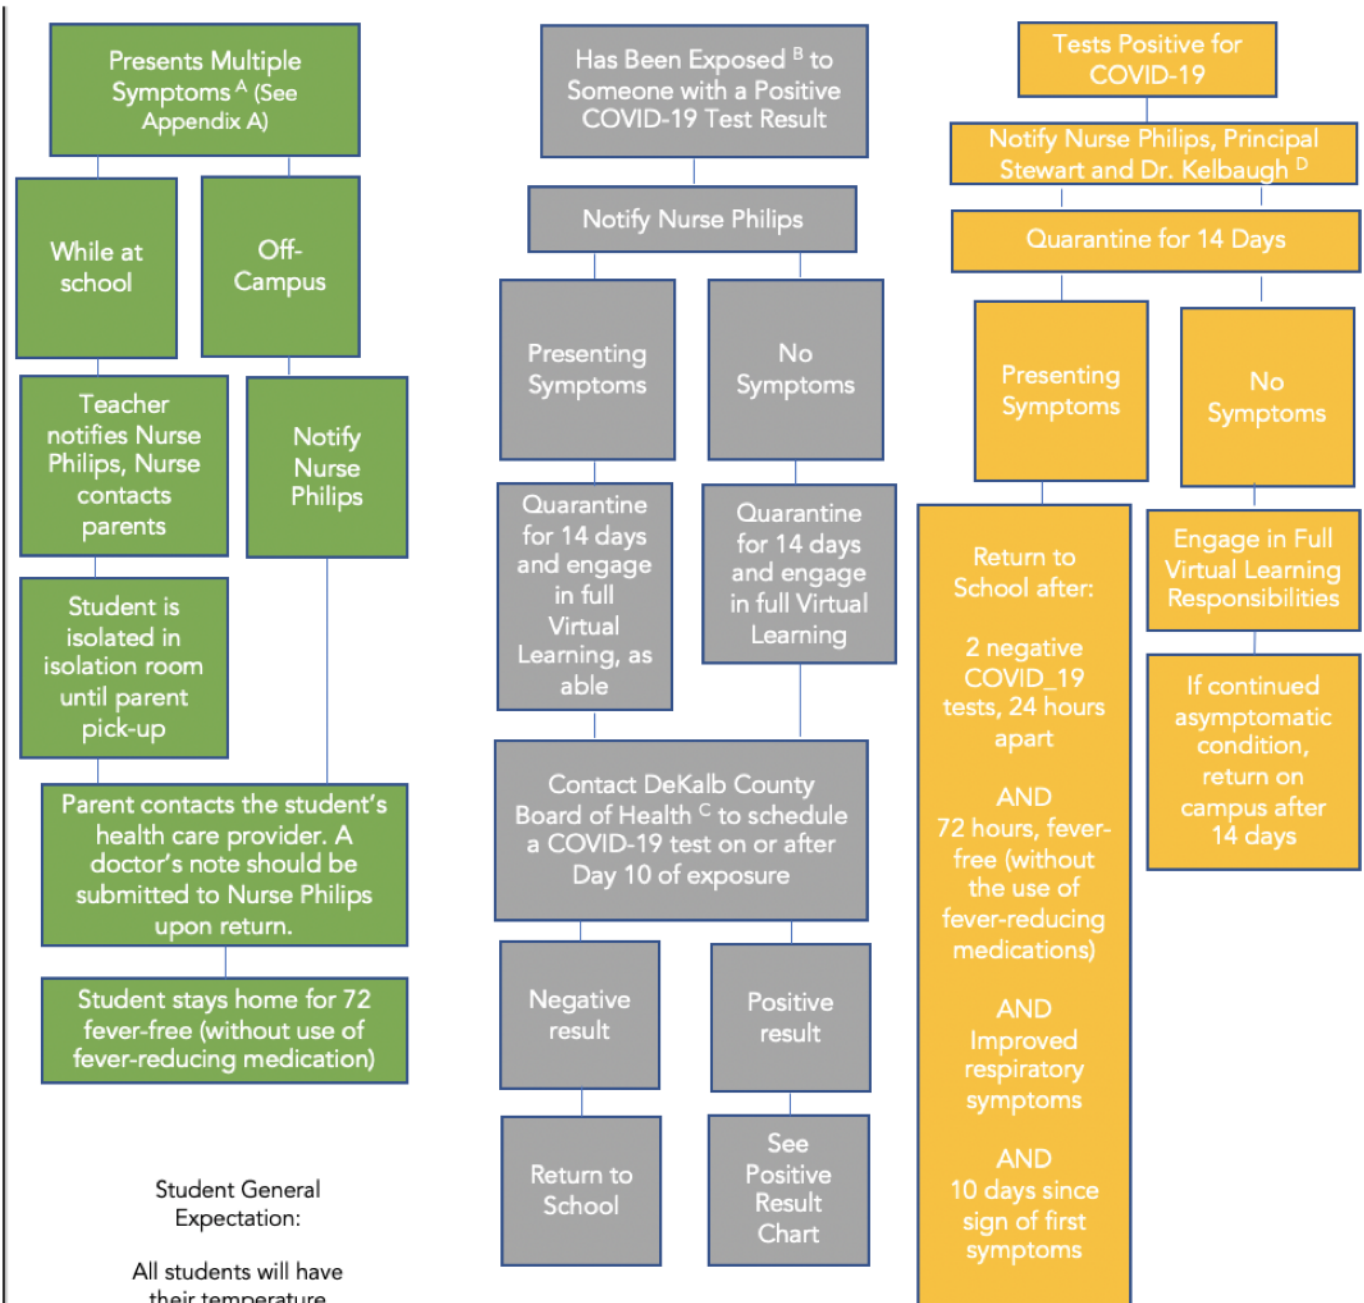 Presents Multiple
Symptoms A (See
Appendix A)
While at
school
Off-
Campus
Teacher
notifies Nurse
Philips, Nurse
contacts
parents
Notify
Nurse
Philips
Student is
isolated in
isolation room
until parent
pick-up
Parent contacts the student's
health care provider. A
doctor's note should be
submitted to Nurse Philips
upon return.
Student stays home for 72
fever-free (without use of
fever-reducing medication)
Student General
Expectation:
All students will have
their temperature
Has Been Exposed B to
Someone with a Positive
COVID-19 Test Result
Notify Nurse Philips
Presenting
Symptoms
No
Symptoms
Quarantine
for 14 days
and engage
in full
Virtual
Learning, as
able
Quarantine
for 14 days
and engage
in full Virtual
Learning
Contact DeKalb County
Board of Health C to schedule
a COVID-19 test on or after
Day 10 of exposure
Negative
result
Positive
result
Return to
School
See
Positive
Result
Chart
Tests Positive for
COVID-19
Notify Nurse Philips, Principal
Stewart and Dr. Kelbaugh D
Quarantine for 14 Days
Presenting
Symptoms
No
Symptoms
Return to
School after:
2 negative
COVID_19
tests, 24 hours
apart
AND
72 hours, fever-
free (without
the use of
fever-reducing
medications)
AND
Improved
respiratory
symptoms
AND
10 days since
sign of first
symptoms
Engage in Full
Virtual Learning
Responsibilities
If continued
asymptomatic
condition,
return on
campus after
14 days